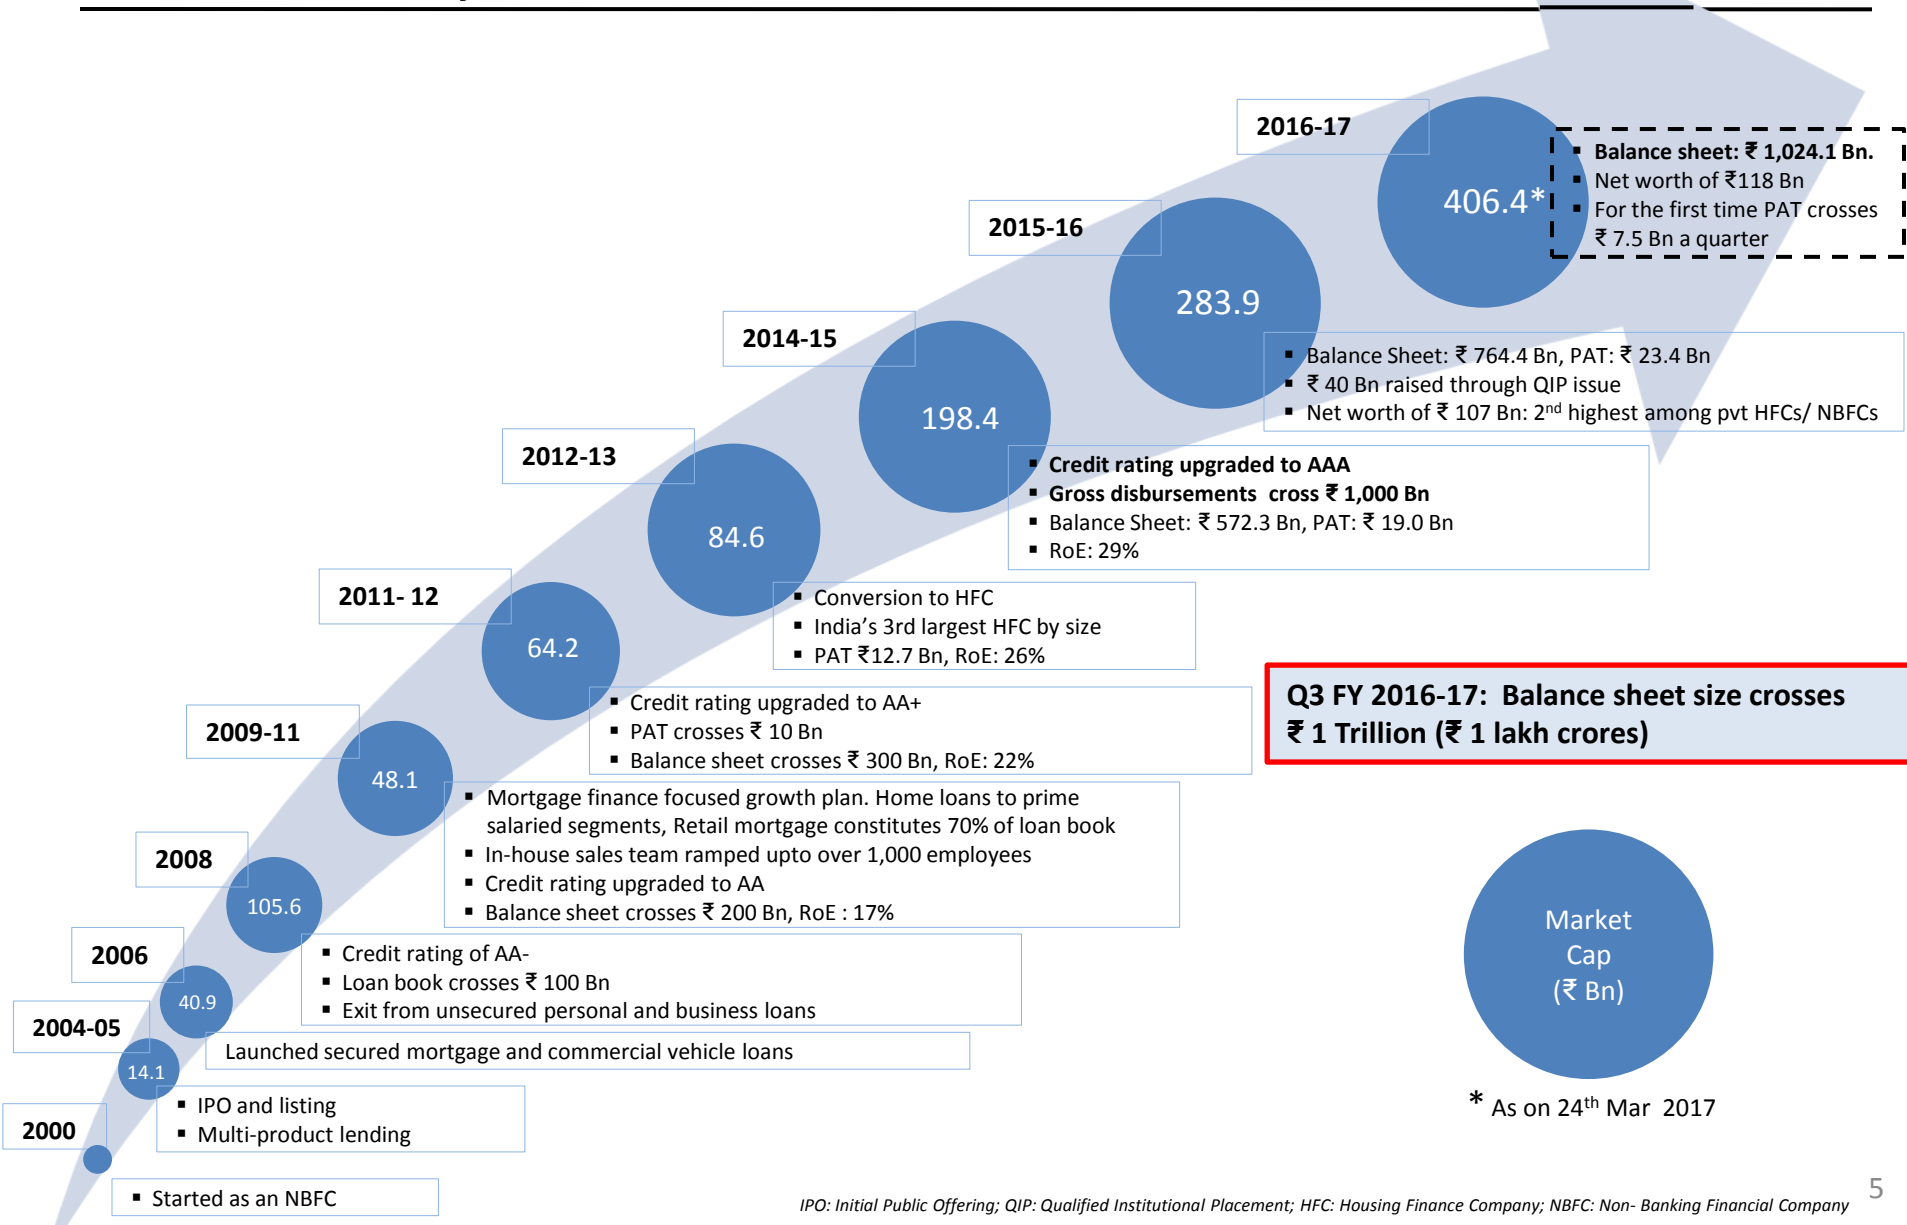 2016-17
406.4*
▪ Balance sheet: ₹ 1,024.1 Bn.
▪ Net worth of ₹118 Bn
▪ For the first time PAT crosses
₹ 7.5 Bn a quarter
2015-16
283.9
▪ Balance Sheet: ₹ 764.4 Bn, PAT: ₹ 23.4 Bn
▪ ₹ 40 Bn raised through QIP issue
▪ Net worth of ₹ 107 Bn: 2nd highest among pvt HFCs/ NBFCs
2014-15
198.4
▪ Credit rating upgraded to AAA
▪ Gross disbursements cross ₹ 1,000 Bn
▪ Balance Sheet: ₹ 572.3 Bn, PAT: ₹ 19.0 Bn
▪ RoE: 29%
2012-13
84.6
▪ Conversion to HFC
▪ India’s 3rd largest HFC by size
▪ PAT ₹12.7 Bn, RoE: 26%
2011- 12
64.2
▪ Credit rating upgraded to AA+
▪ PAT crosses ₹ 10 Bn
▪ Balance sheet crosses ₹ 300 Bn, RoE: 22%
Q3 FY 2016-17: Balance sheet size crosses
₹ 1 Trillion (₹ 1 lakh crores)
2009-11
48.1
▪ Mortgage finance focused growth plan. Home loans to prime
salaried segments, Retail mortgage constitutes 70% of loan book
▪ In-house sales team ramped upto over 1,000 employees
▪ Credit rating upgraded to AA
▪ Balance sheet crosses ₹ 200 Bn, RoE : 17%
2008
105.6
▪ Credit rating of AA-
▪ Loan book crosses ₹ 100 Bn
▪ Exit from unsecured personal and business loans
2006
40.9
Launched secured mortgage and commercial vehicle loans
2004-05
14.1
▪ IPO and listing
▪ Multi-product lending
2000
▪ Started as an NBFC
Market
Cap
(₹ Bn)
* As on 24th Mar 2017
IPO: Initial Public Offering; QIP: Qualified Institutional Placement; HFC: Housing Finance Company; NBFC: Non- Banking Financial Company
5